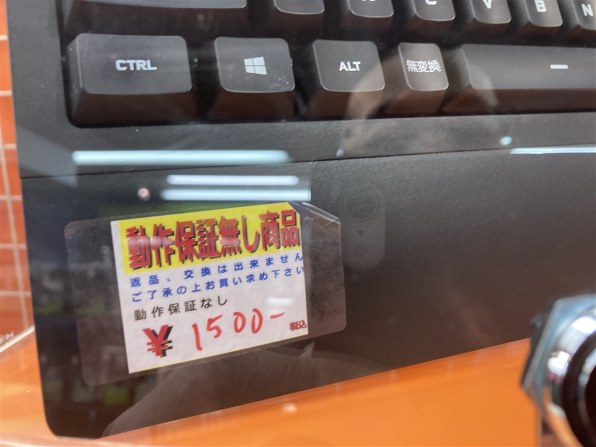 C V B N
CTRL ALT 無変換
動作保証無し商品
返品、交換は出来ません
ご了承の上お買い求め下さい
動作保証なし
¥1500-税込